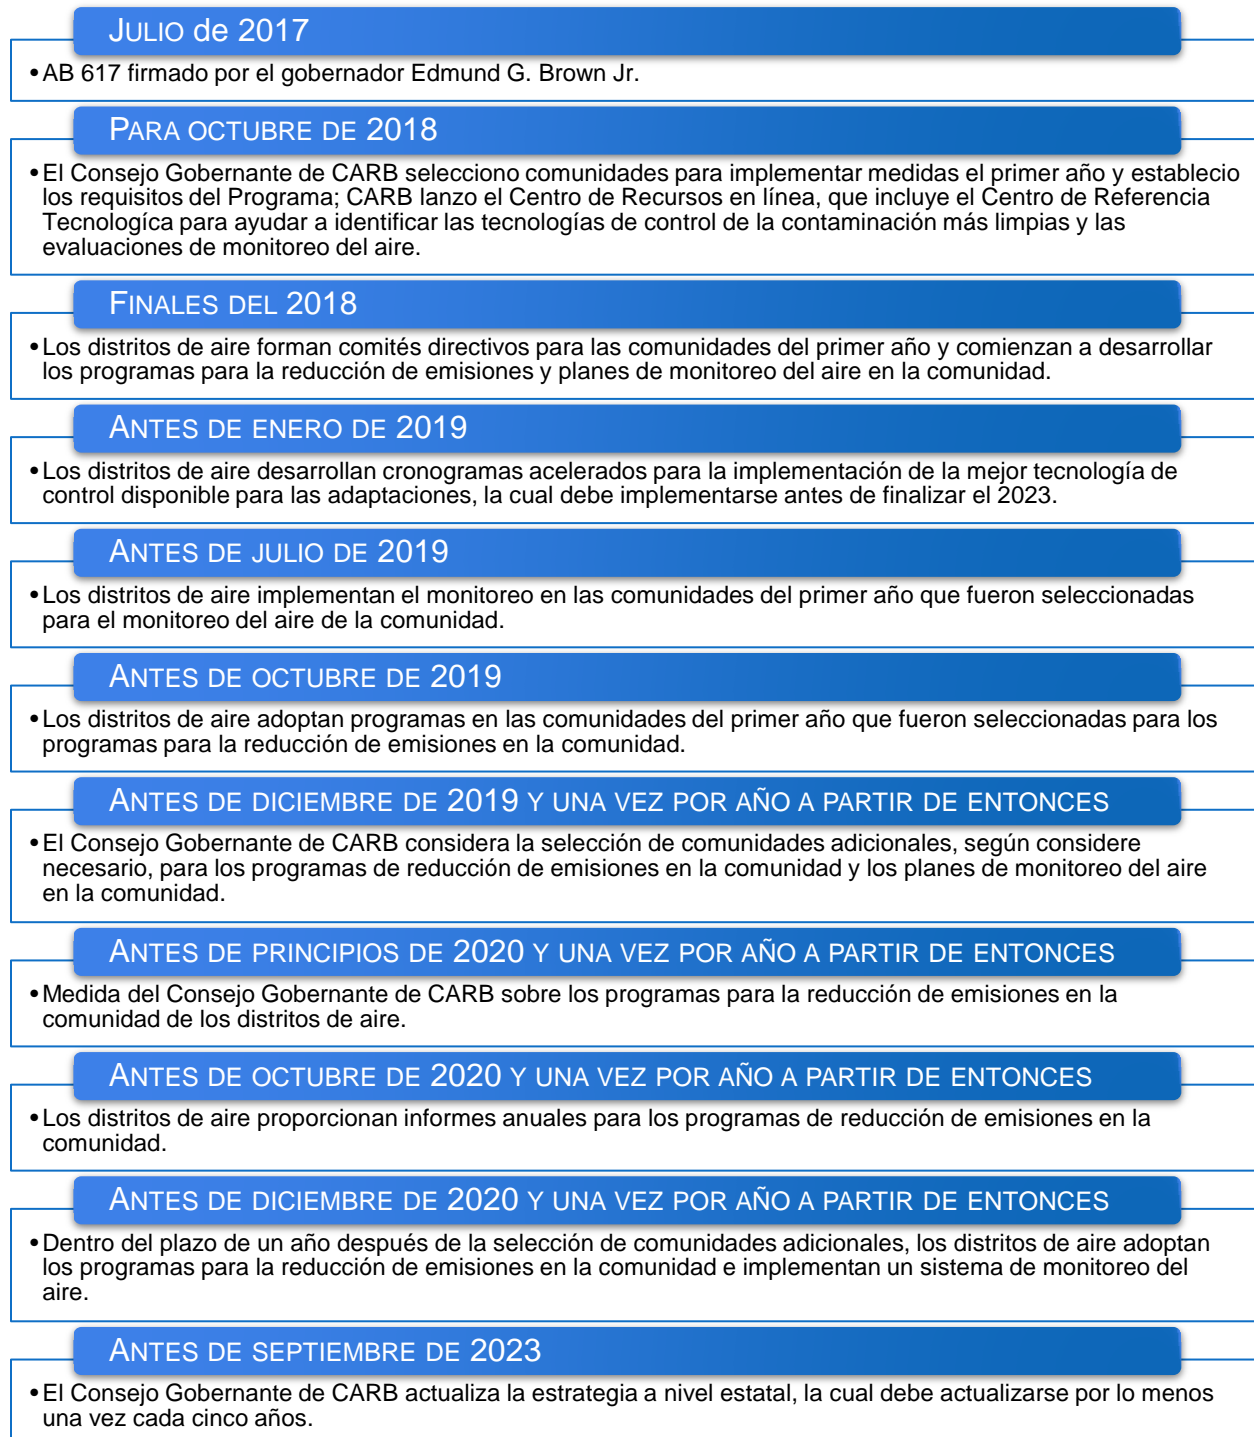 JULIO de 2017
• AB 617 firmado por el gobernador Edmund G. Brown Jr.
PARA OCTUBRE DE 2018
• El Consejo Gobernante de CARB selecciono comunidades para implementar medidas el primer año y establecio
los requisitos del Programa; CARB lanzo el Centro de Recursos en línea, que incluye el Centro de Referencia
Tecnologíca para ayudar a identificar las tecnologías de control de la contaminación más limpias y las
evaluaciones de monitoreo del aire.
FINALES DEL 2018
• Los distritos de aire forman comités directivos para las comunidades del primer año y comienzan a desarrollar
los programas para la reducción de emisiones y planes de monitoreo del aire en la comunidad.
ANTES DE ENERO DE 2019
• Los distritos de aire desarrollan cronogramas acelerados para la implementación de la mejor tecnología de
control disponible para las adaptaciones, la cual debe implementarse antes de finalizar el 2023.
ANTES DE JULIO DE 2019
• Los distritos de aire implementan el monitoreo en las comunidades del primer año que fueron seleccionadas
para el monitoreo del aire de la comunidad.
ANTES DE OCTUBRE DE 2019
• Los distritos de aire adoptan programas en las comunidades del primer año que fueron seleccionadas para los
programas para la reducción de emisiones en la comunidad.
ANTES DE DICIEMBRE DE 2019 Y UNA VEZ POR AÑO A PARTIR DE ENTONCES
• El Consejo Gobernante de CARB considera la selección de comunidades adicionales, según considere
necesario, para los programas de reducción de emisiones en la comunidad y los planes de monitoreo del aire
en la comunidad.
ANTES DE PRINCIPIOS DE 2020 Y UNA VEZ POR AÑO A PARTIR DE ENTONCES
• Medida del Consejo Gobernante de CARB sobre los programas para la reducción de emisiones en la
comunidad de los distritos de aire.
ANTES DE OCTUBRE DE 2020 Y UNA VEZ POR AÑO A PARTIR DE ENTONCES
• Los distritos de aire proporcionan informes anuales para los programas de reducción de emisiones en la
comunidad.
ANTES DE DICIEMBRE DE 2020 Y UNA VEZ POR AÑO A PARTIR DE ENTONCES
• Dentro del plazo de un año después de la selección de comunidades adicionales, los distritos de aire adoptan
los programas para la reducción de emisiones en la comunidad e implementan un sistema de monitoreo del
aire.
ANTES DE SEPTIEMBRE DE 2023
• El Consejo Gobernante de CARB actualiza la estrategia a nivel estatal, la cual debe actualizarse por lo menos
una vez cada cinco años.